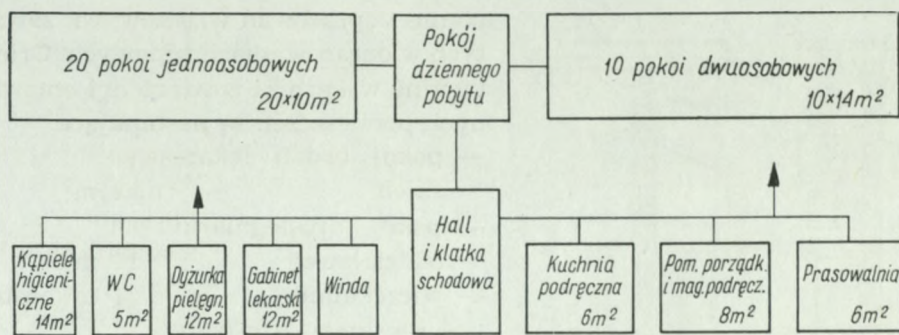 20 pokoi jednoosobowych
20×10m²
Pokój
dziennego
pobytu
10 pokoi dwuosobowych
10×14m²
Kąpiele
higieni-
czne
14m²
WC
5m²
Dyżurka
pielęgn.
12m²
Gabinet
lekarski
12m²
Winda
Hall
i klatka
schodowa
Kuchnia
podręczna
6m²
Pom. porządk.
i mag. podręcz.
8m²
Prasowalnia
6m²